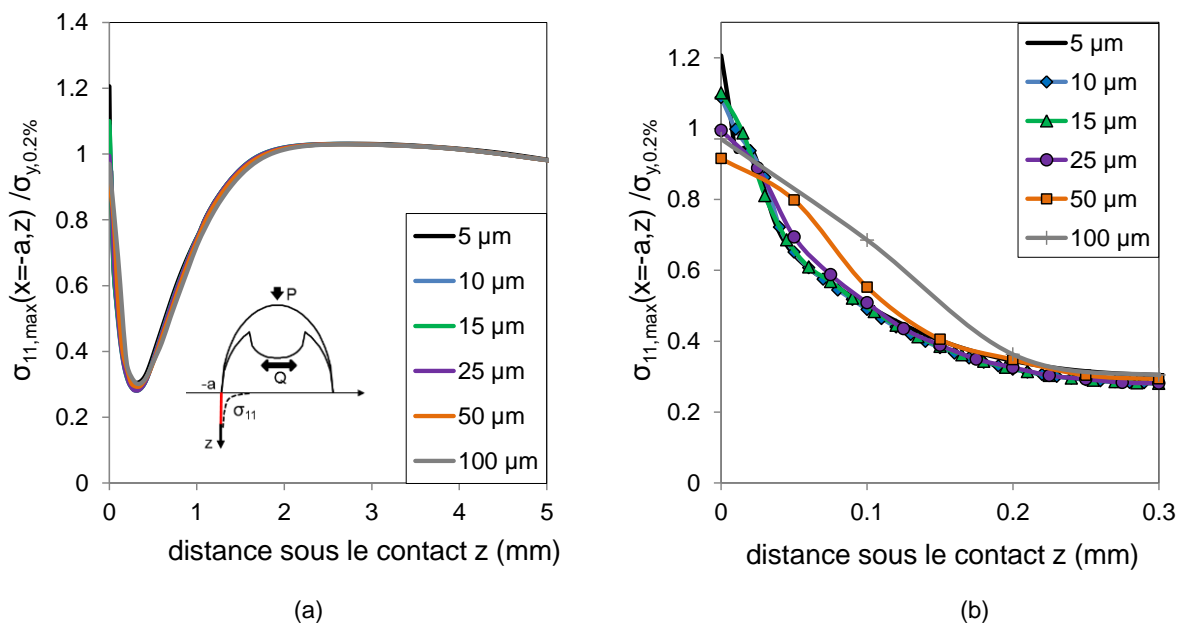 σ11,max(x=-a,z) /σy,0.2%
1.4
1.2
1
0.8
0.6
0.4
0.2
0
0
1
2
3
4
5
distance sous le contact z (mm)
5 µm
10 µm
15 µm
25 µm
50 µm
100 µm
P
Q
-a
σ11
z
(a)
σ11,max(x=-a,z) /σy,0.2%
1.2
1
0.8
0.6
0.4
0.2
0
0
0.1
0.2
0.3
distance sous le contact z (mm)
5 µm
10 µm
15 µm
25 µm
50 µm
100 µm
(b)